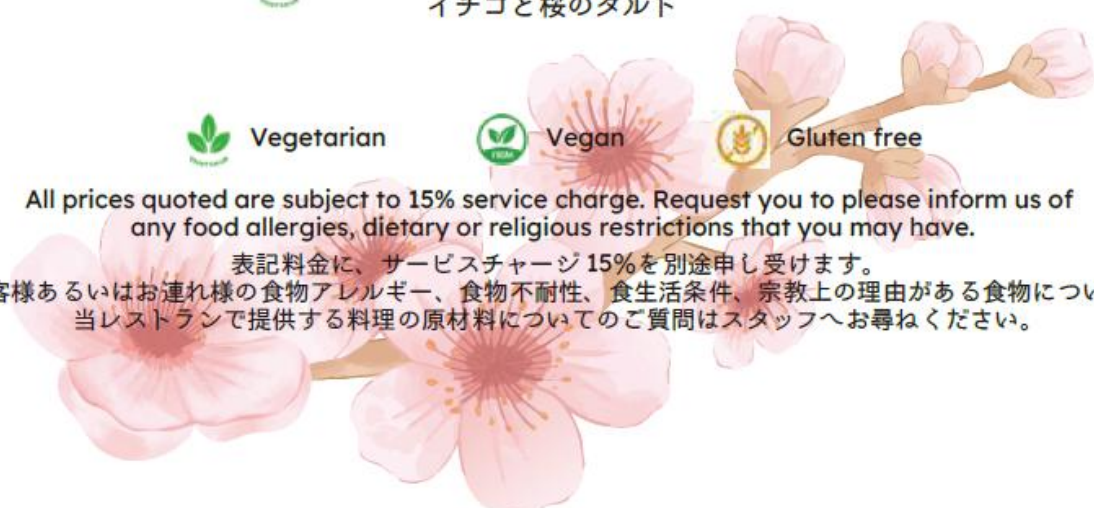 イチゴと桜のタルト
Vegetarian Vegan Gluten free
All prices quoted are subject to 15% service charge. Request you to please inform us of
any food allergies, dietary or religious restrictions that you may have.
表記料金に、サービスチャージ 15%を別途申し受けます。
客様あるいはお連れ様の食物アレルギー、食物不耐性、食生活条件、宗教上の理由がある食物につい
当レストランで提供する料理の原材料についてのご質問はスタッフへお尋ねください。